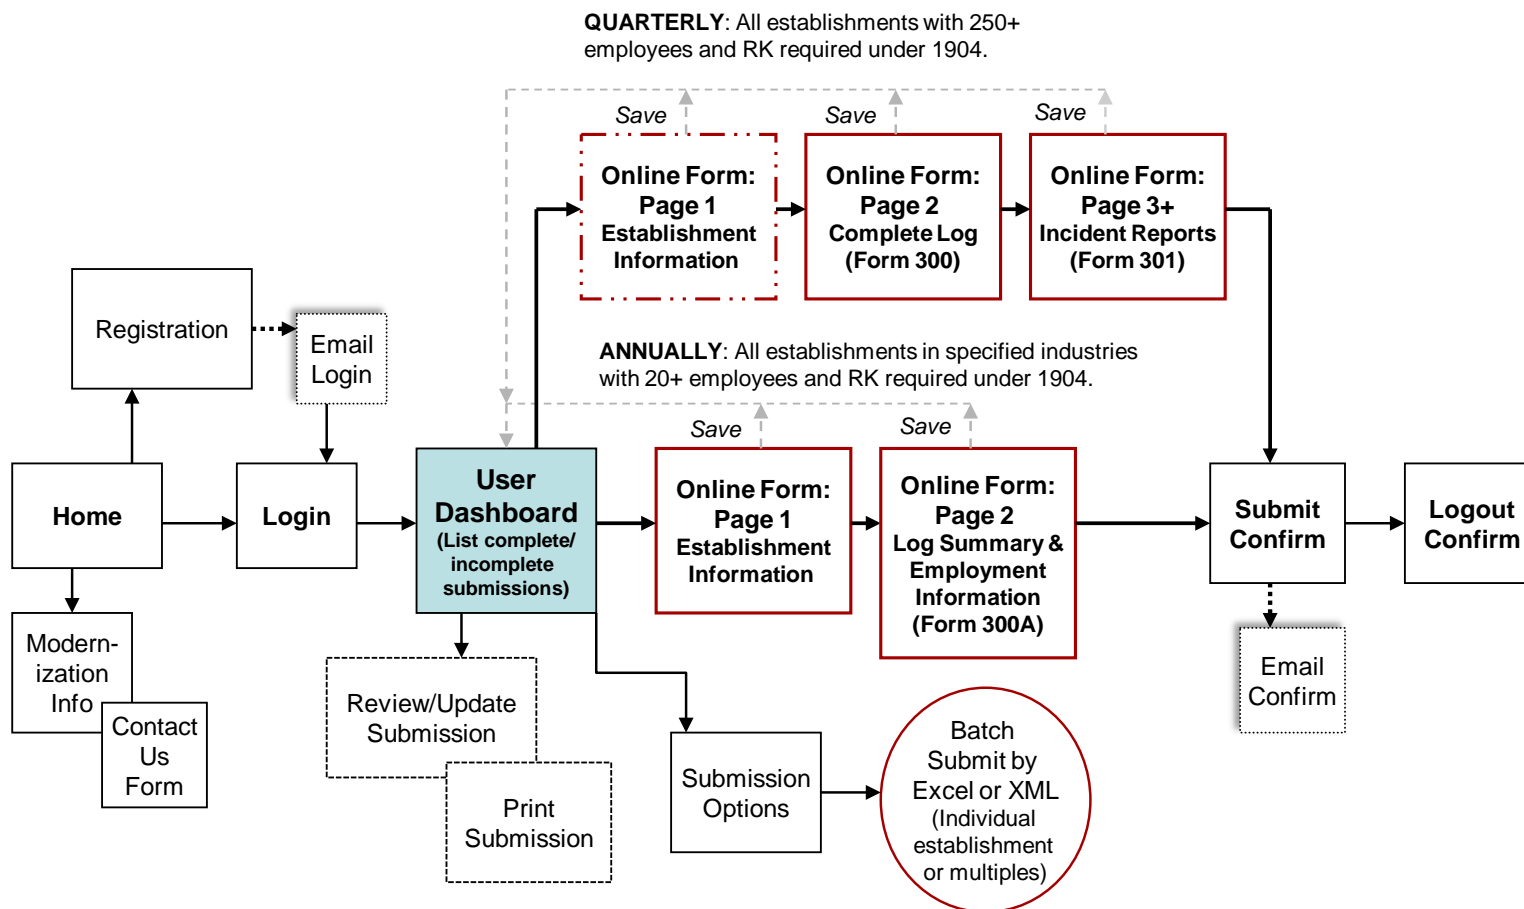 QUARTERLY: All establishments with 250+
employees and RK required under 1904.
Save
Save
Save
Online Form:
Page 1
Establishment
Information
Online Form:
Page 2
Complete Log
(Form 300)
Online Form:
Page 3+
Incident Reports
(Form 301)
Registration
Email
Login
ANNUALLY: All establishments in specified industries
with 20+ employees and RK required under 1904.
Save
Save
Home
Login
User
Dashboard
(List complete/
incomplete
submissions)
Online Form:
Page 1
Establishment
Information
Online Form:
Page 2
Log Summary &
Employment
Information
(Form 300A)
Submit
Confirm
Logout
Confirm
Modern-
ization
Info
Contact
Us
Form
Review/Update
Submission
Print
Submission
Submission
Options
Batch
Submit by
Excel or XML
(Individual
establishment
or multiples)
Email
Confirm